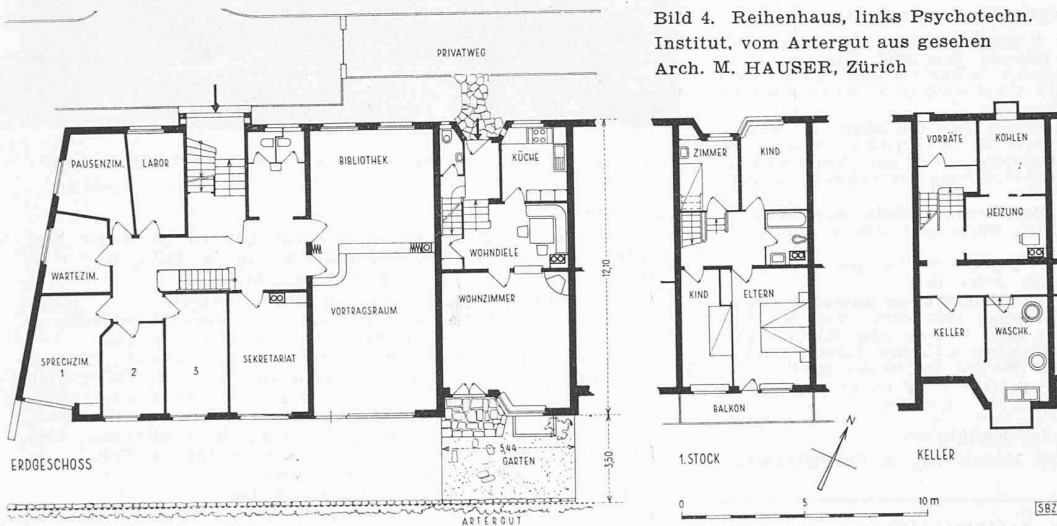 Bild 4. Reihenhaus, links Psychotechn.
Institut, vom Artergut aus gesehen
Arch. M. HAUSER, Zürich
PRIVATWEG
PAUSENZIM.
LABOR
BIBLIOTHEK
KÜCHE
WARTEZIM.
WOHNDIELE
12,10
SPRECHZIM.
1
2
3
SEKRETARIAT
VORTRAGSRAUM
WOHNZIMMER
5,44
GARTEN
3,50
ERDGESCHOSS
ARTERGUT
ZIMMER
KIND
KIND
ELTERN
BALKON
1. STOCK
N
VORRÄTE
KOHLEN
HEIZUNG
KELLER
WASCHK.
KELLER
0 5 10 m
SBZ